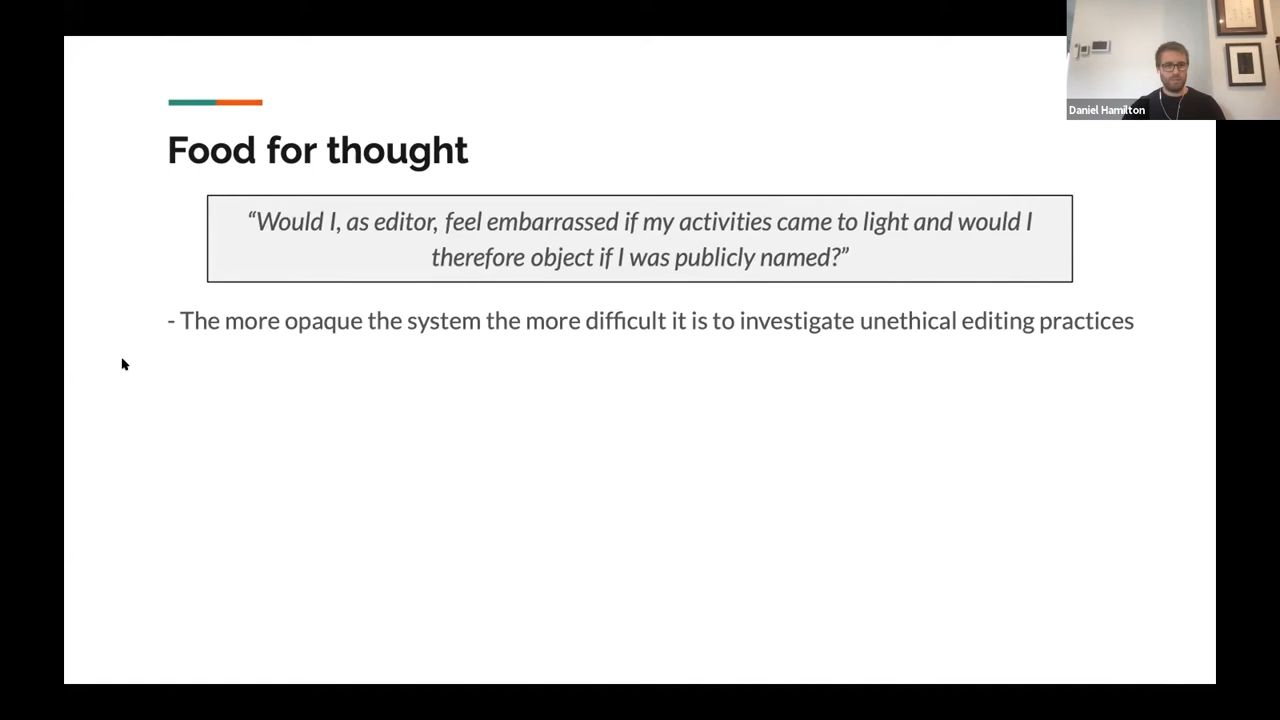 Daniel Hamilton
Food for thought
“Would I, as editor, feel embarrassed if my activities came to light and would I
therefore object if I was publicly named?”
- The more opaque the system the more difficult it is to investigate unethical editing practices